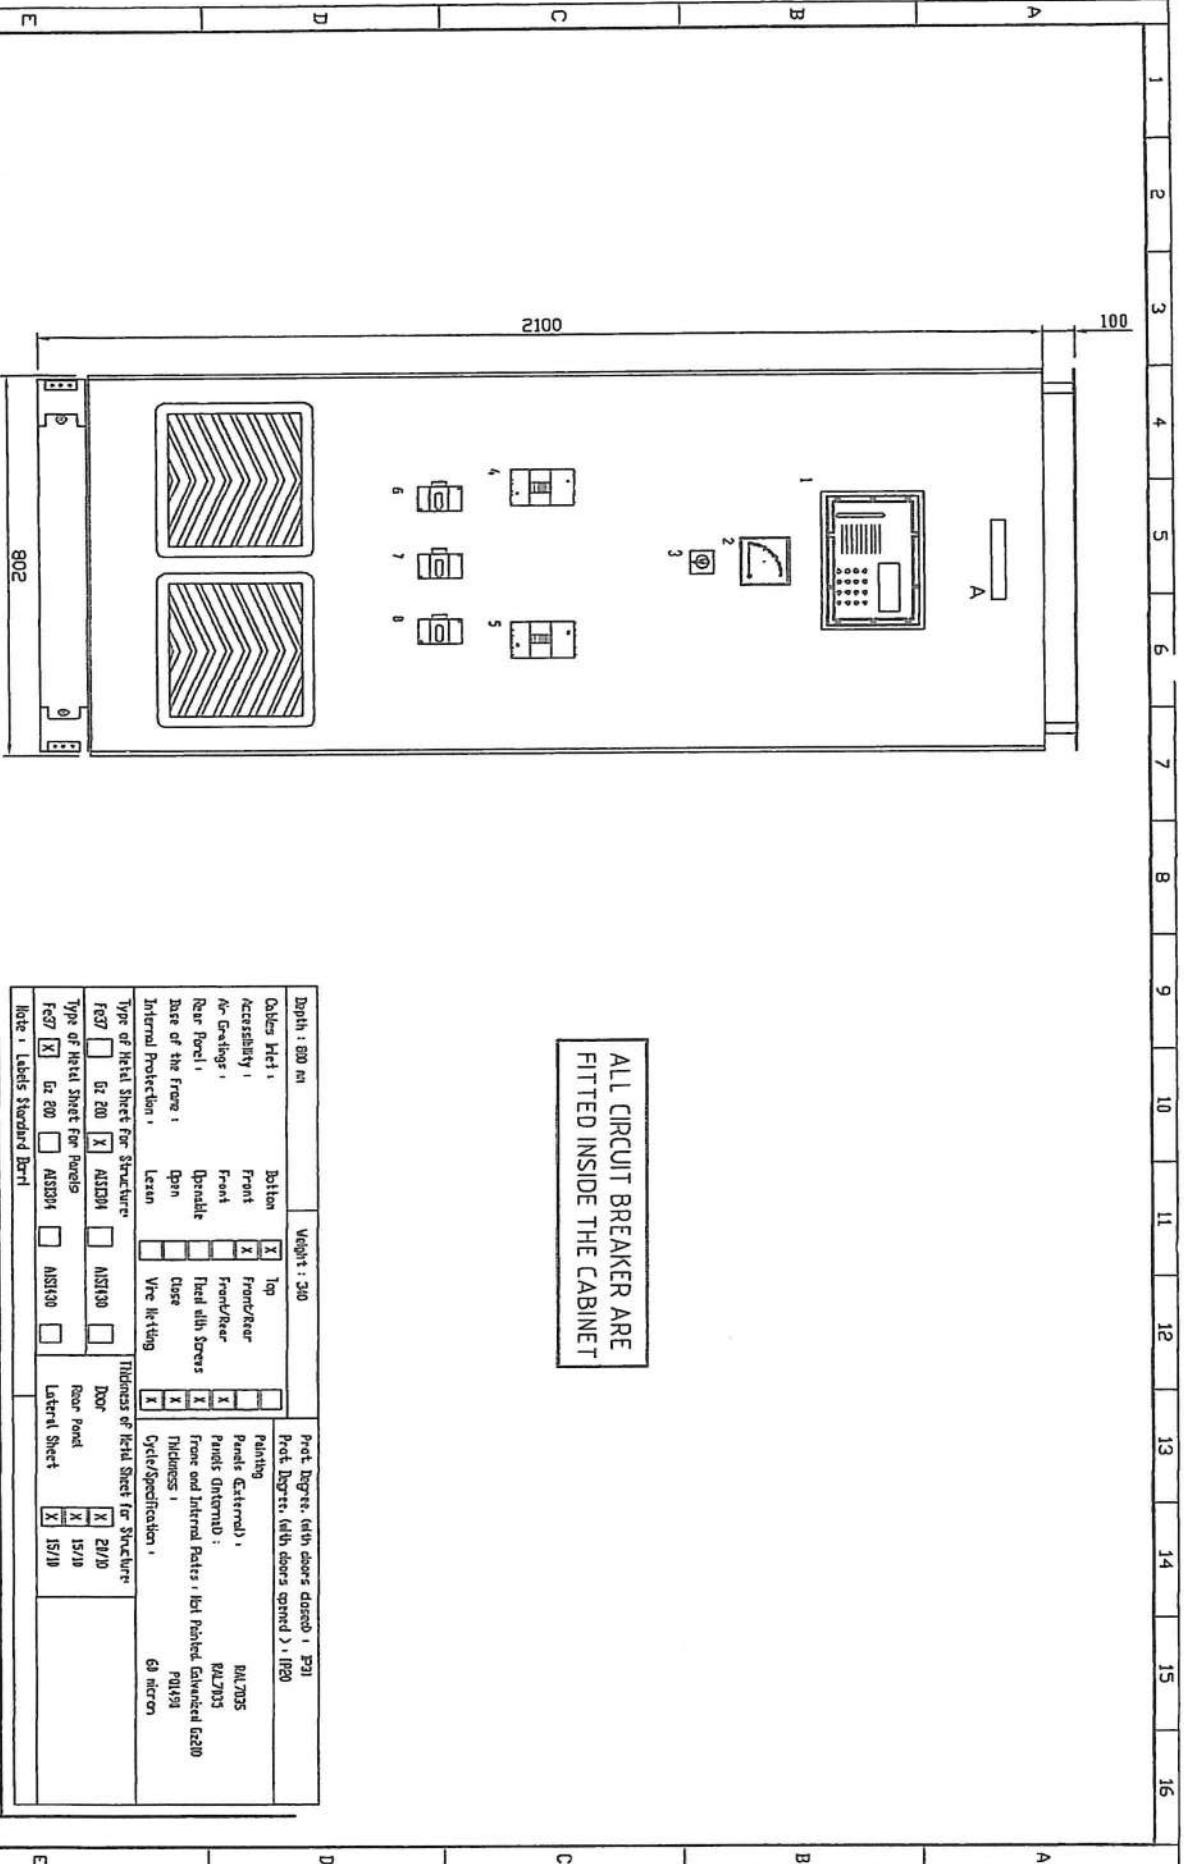 1 2 3 4 5 6 7 8 9 10 11 12 13 14 15 16
A
B
C
D
E
A
B
C
D
E
100
2100
802
A
1
2
3
4
5
6
7
8
ALL CIRCUIT BREAKER ARE
FITTED INSIDE THE CABINET
Depth : 800 mm
Weight : 340
Prot. Degree. (with doors closed) : IP31
Prot. Degree. (with doors opened ) : IP20
Cables Inlet : Bottom X Top
Accessibility : Front X Front/Rear
Air Gratings : Front Front/Rear X
Rear Panel : Openable Fixed with Screws X
Base of the Frame : Open Close X
Internal Protection : Lexan Wire Netting X
Painting
Panels (External) : RAL7035
Panels (Internal) : RAL7035
Frame and Internal Plates : Not Painted. Galvanized Gz200
Thickness :
Cycle/Specification : 60 micron
Type of Metal Sheet for Structure:
Fe37 Gz 200 X AISI304 AISI430
Type of Metal Sheet for Panels:
Fe37 X Gz 200 AISI304 AISI430
Thickness of Metal Sheet for Structure:
Door X 20/10
Rear Panel X 15/10
Lateral Sheet X 15/10
Note : Labels Standard